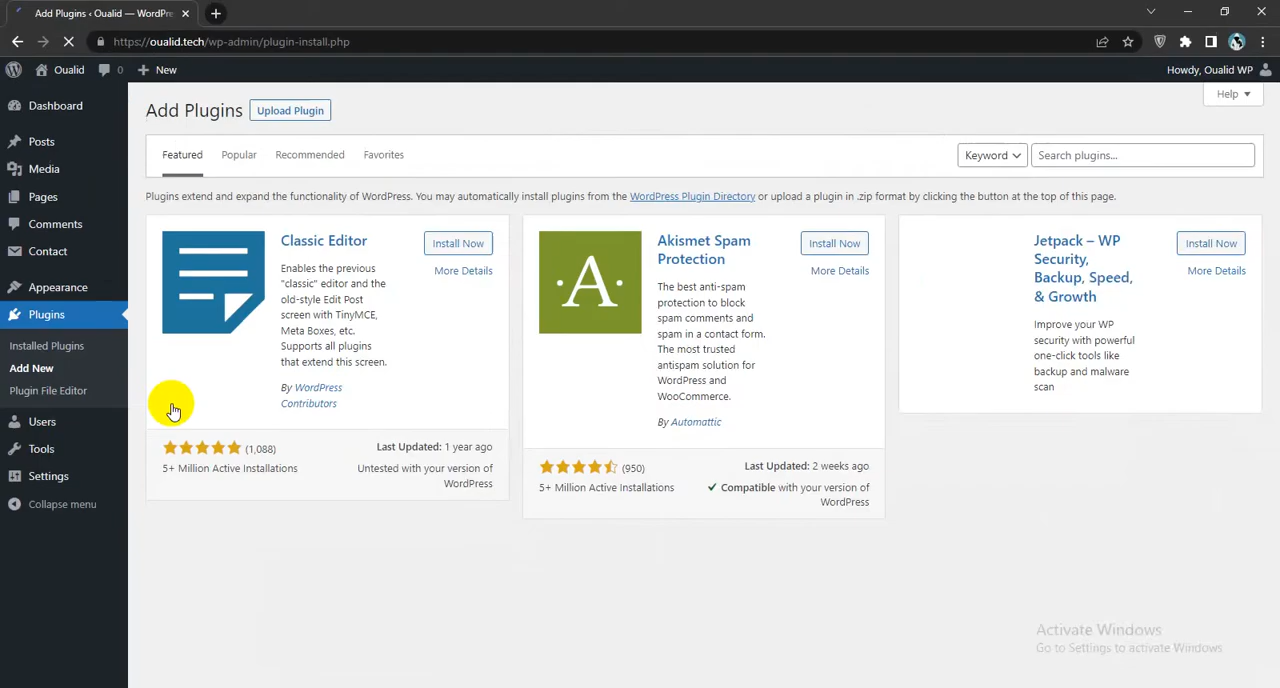 Add Plugins ‹ Oualid — WordPre
https://oualid.tech/wp-admin/plugin-install.php
Oualid 0 New Howdy, Oualid WP
Help
Dashboard
Posts
Media
Pages
Comments
Contact
Appearance
Plugins
Installed Plugins
Add New
Plugin File Editor
Users
Tools
Settings
Collapse menu
Add Plugins Upload Plugin
Featured Popular Recommended Favorites Keyword Search plugins...
Plugins extend and expand the functionality of WordPress. You may automatically install plugins from the WordPress Plugin Directory or upload a plugin in .zip format by clicking the button at the top of this page.
Classic Editor
Install Now
More Details
Enables the previous
"classic" editor and the
old-style Edit Post
screen with TinyMCE,
Meta Boxes, etc.
Supports all plugins
that extend this screen.
By WordPress
Contributors
(1,088)
5+ Million Active Installations
Last Updated: 1 year ago
Untested with your version of
WordPress
A
Akismet Spam
Protection
Install Now
More Details
The best anti-spam
protection to block
spam comments and
spam in a contact form.
The most trusted
antispam solution for
WordPress and
WooCommerce.
By Automattic
(950)
5+ Million Active Installations
Last Updated: 2 weeks ago
Compatible with your version of
WordPress
Jetpack – WP
Security,
Backup, Speed,
& Growth
Install Now
More Details
Improve your WP
security with powerful
one-click tools like
backup and malware
scan
Activate Windows
Go to Settings to activate Windows